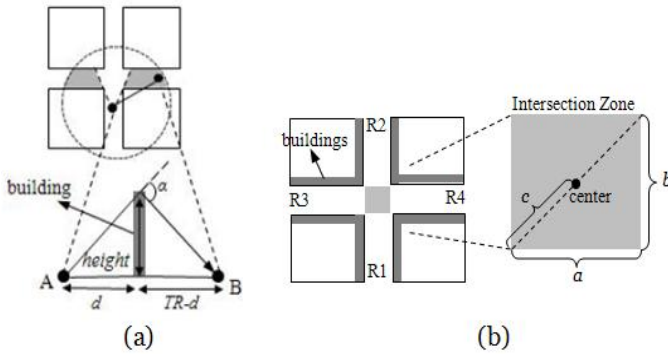 building
α
height
A
B
d
TR-d
(a)
buildings
R2
R3
R4
R1
Intersection Zone
c
center
b
a
(b)